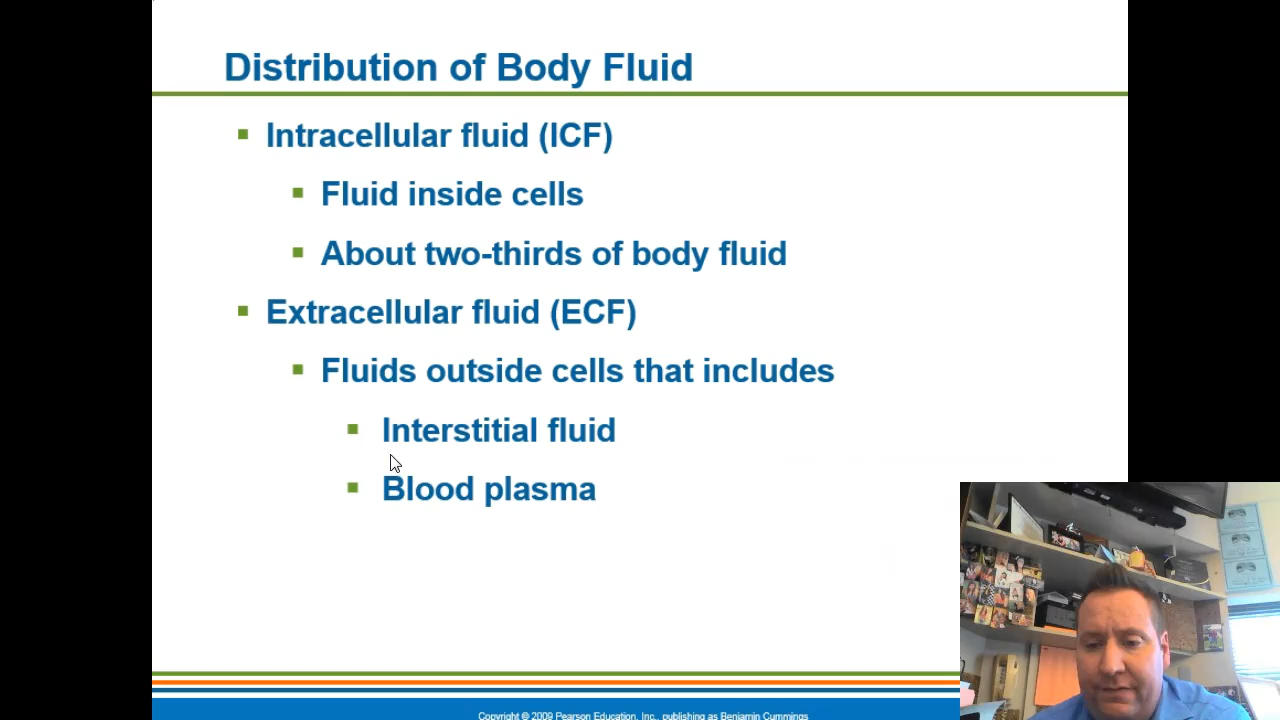 Distribution of Body Fluid
Intracellular fluid (ICF)
Fluid inside cells
About two-thirds of body fluid
Extracellular fluid (ECF)
Fluids outside cells that includes
Interstitial fluid
Blood plasma
Copyright © 2009 Pearson Education, Inc., publishing as Benjamin Cummings